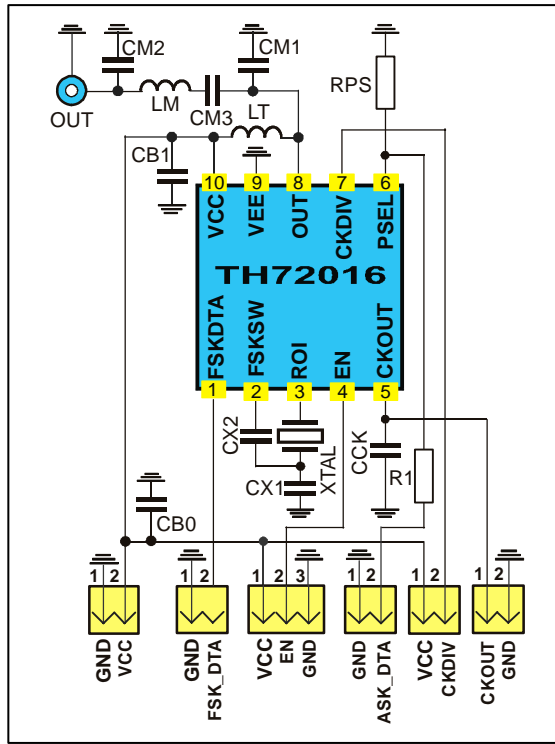 CM2
CM1
RPS
LM
CM3
LT
OUT
CB1
10 9 8 7 6
VCC VEE OUT CKDIV PSEL
TH72016
FSKDTA FSKSW ROI EN CKOUT
1 2 3 4 5
CX2
XTAL
CCK
CX1
R1
CB0
1 2 1 2 1 2 3 1 2 1 2 1 2
GND VCC
GND FSK_DTA
VCC EN GND
GND ASK_DTA
VCC CKDIV
CKOUT GND